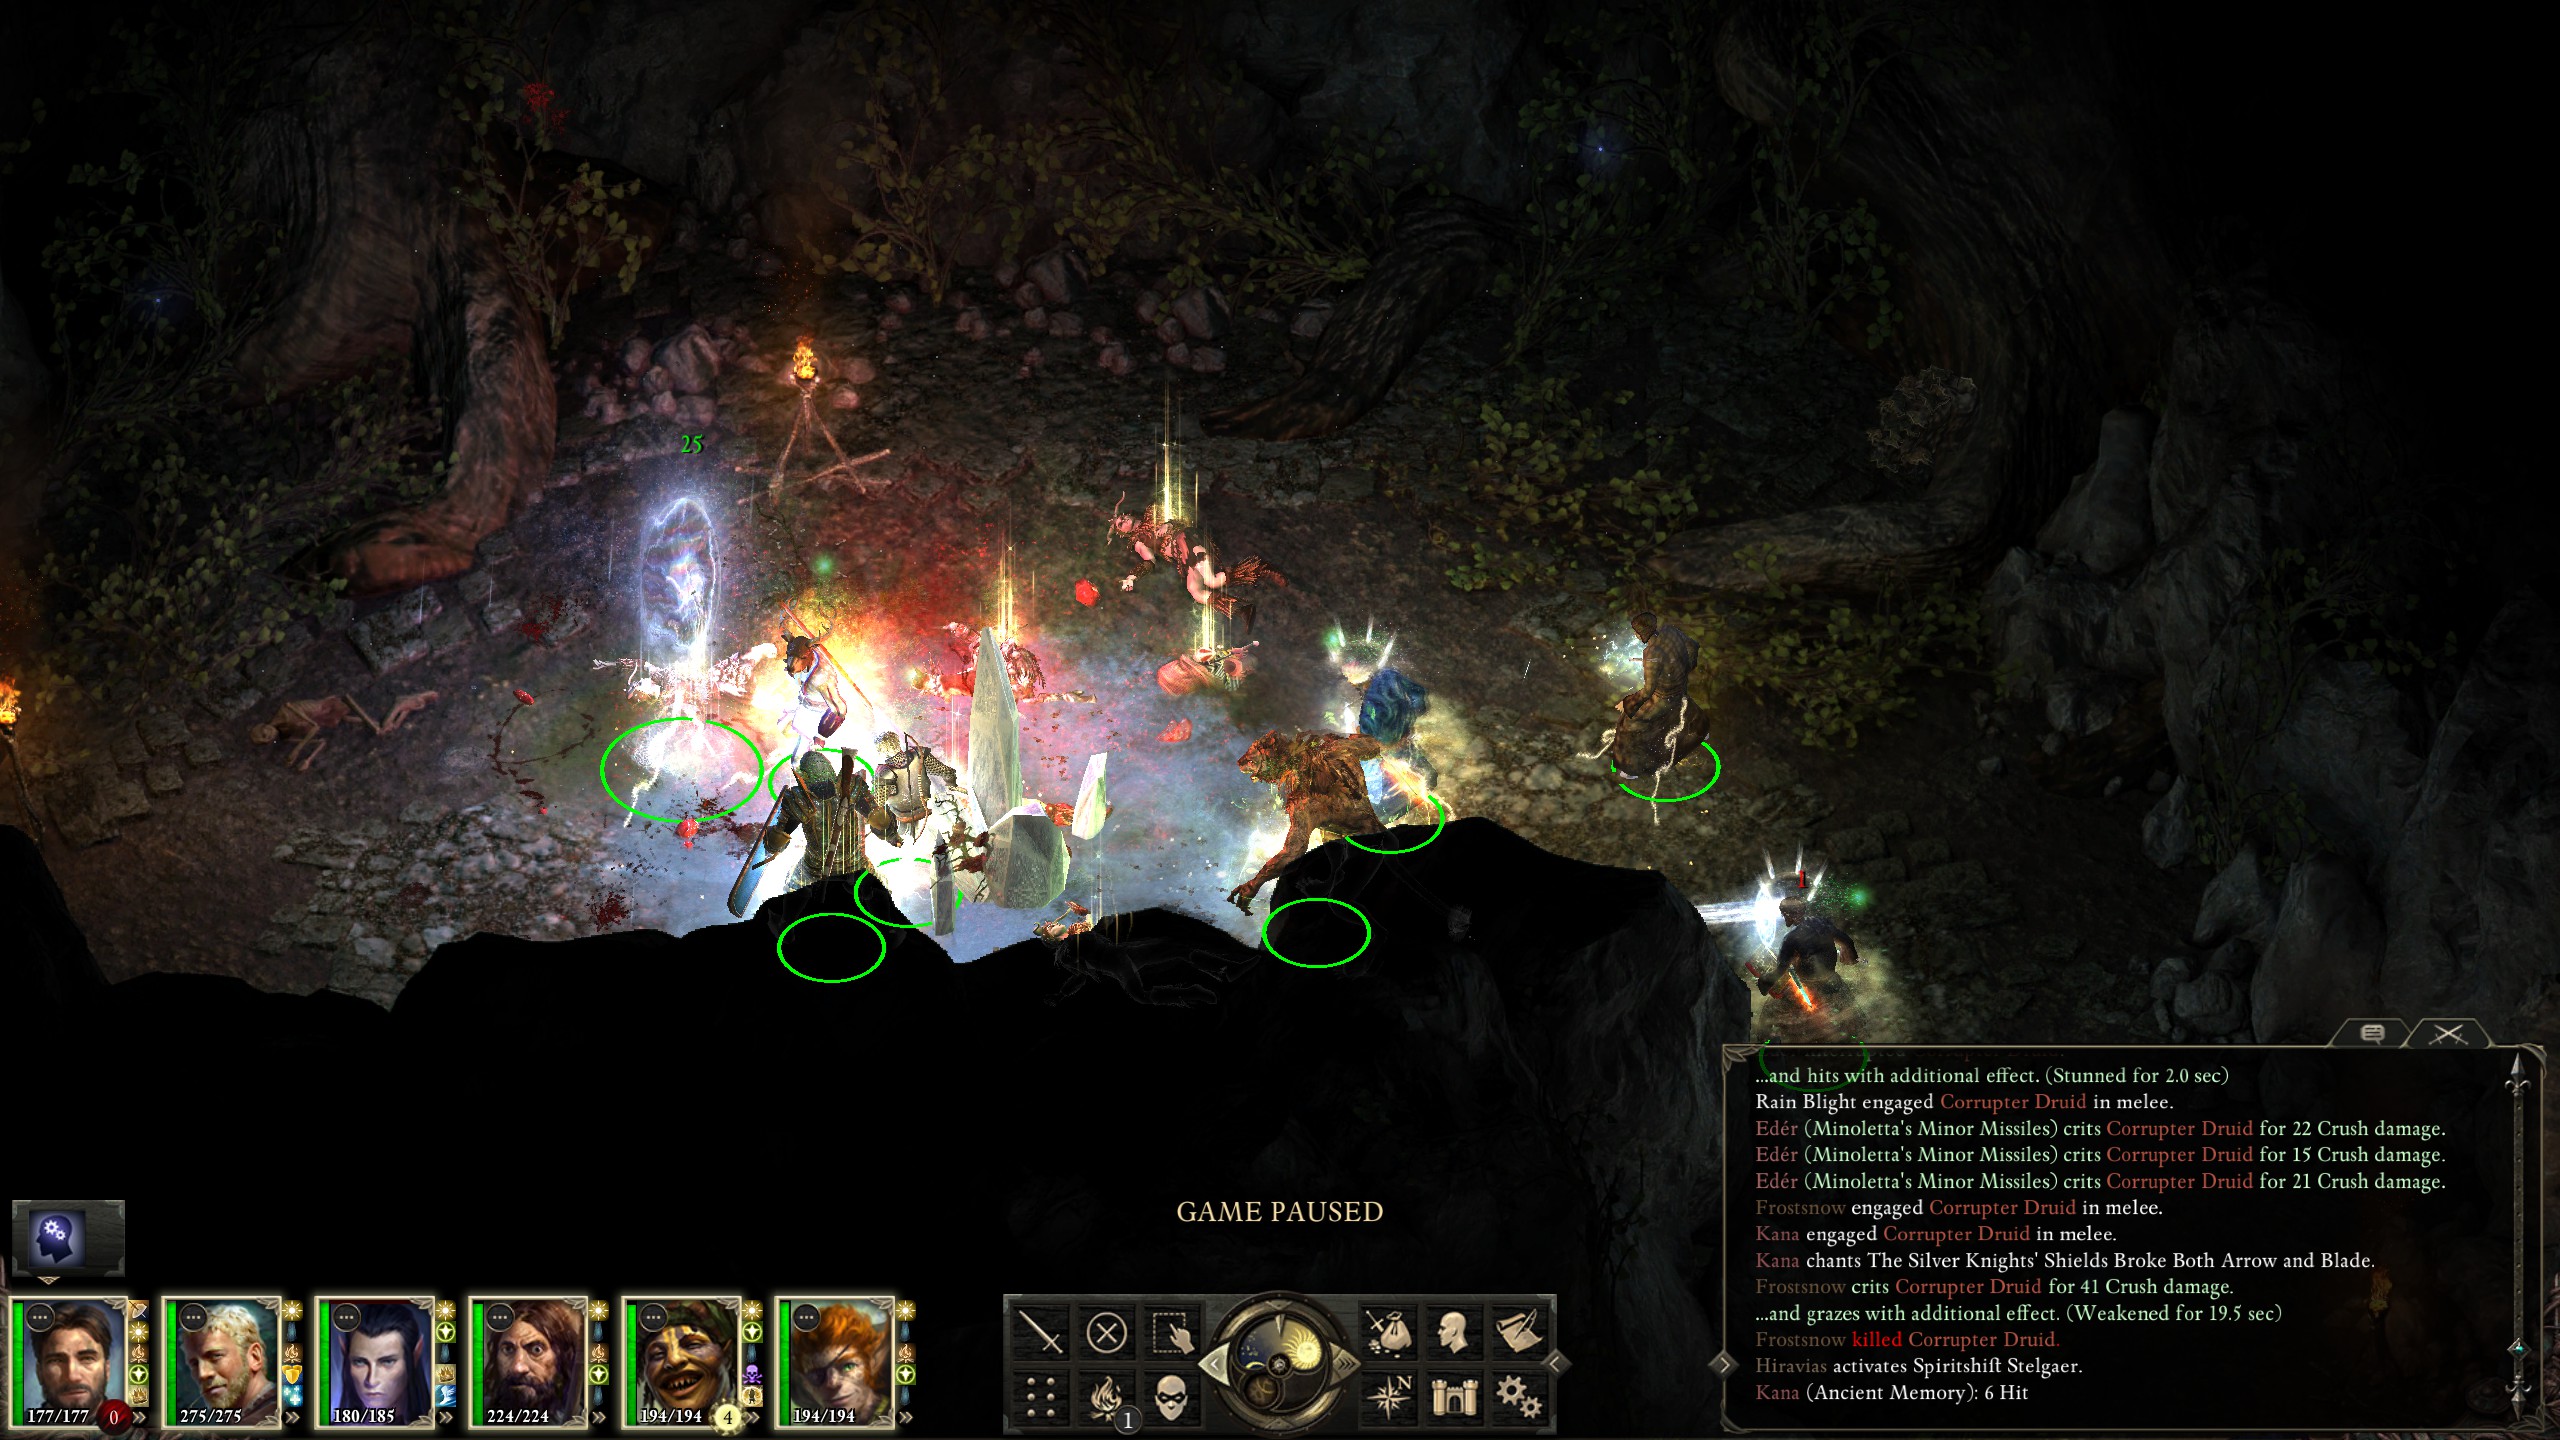 25
1
GAME PAUSED
...and hits with additional effect. (Stunned for 2.0 sec)
Rain Blight engaged Corrupter Druid in melee.
Edér (Minoletta's Minor Missiles) crits Corrupter Druid for 22 Crush damage.
Edér (Minoletta's Minor Missiles) crits Corrupter Druid for 15 Crush damage.
Edér (Minoletta's Minor Missiles) crits Corrupter Druid for 21 Crush damage.
Frostsnow engaged Corrupter Druid in melee.
Kana engaged Corrupter Druid in melee.
Kana chants The Silver Knights' Shields Broke Both Arrow and Blade.
Frostsnow crits Corrupter Druid for 41 Crush damage.
...and grazes with additional effect. (Weakened for 19.5 sec)
Frostsnow killed Corrupter Druid.
Hiravias activates Spiritshift Stelgaer.
Kana (Ancient Memory): 6 Hit
177/177 0 275/275 180/185 224/224 194/194 4 194/194
N
1